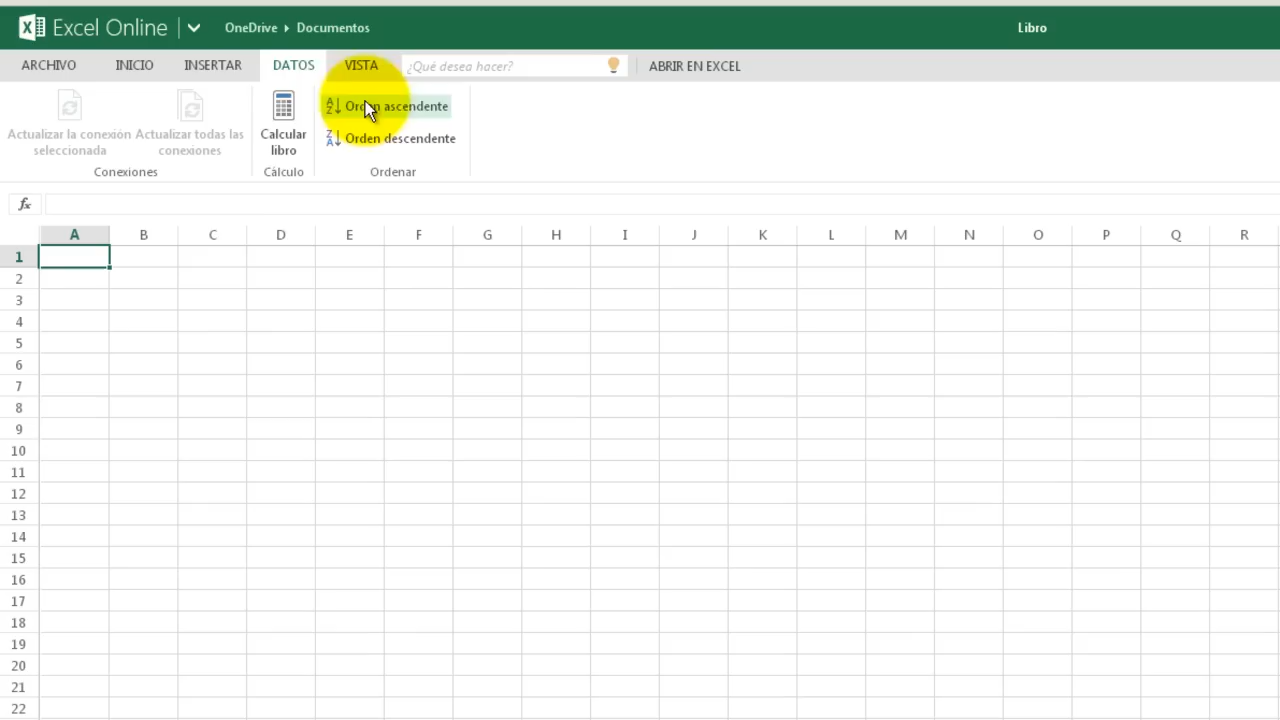 Excel Online
OneDrive ▸ Documentos
Libro
ARCHIVO INICIO INSERTAR DATOS VISTA ¿Qué desea hacer? ABRIR EN EXCEL
Actualizar la conexión seleccionada
Actualizar todas las conexiones
Conexiones
Calcular libro
Cálculo
Orden ascendente
Orden descendente
Ordenar
fx
A B C D E F G H I J K L M N O P Q R
1
2
3
4
5
6
7
8
9
10
11
12
13
14
15
16
17
18
19
20
21
22